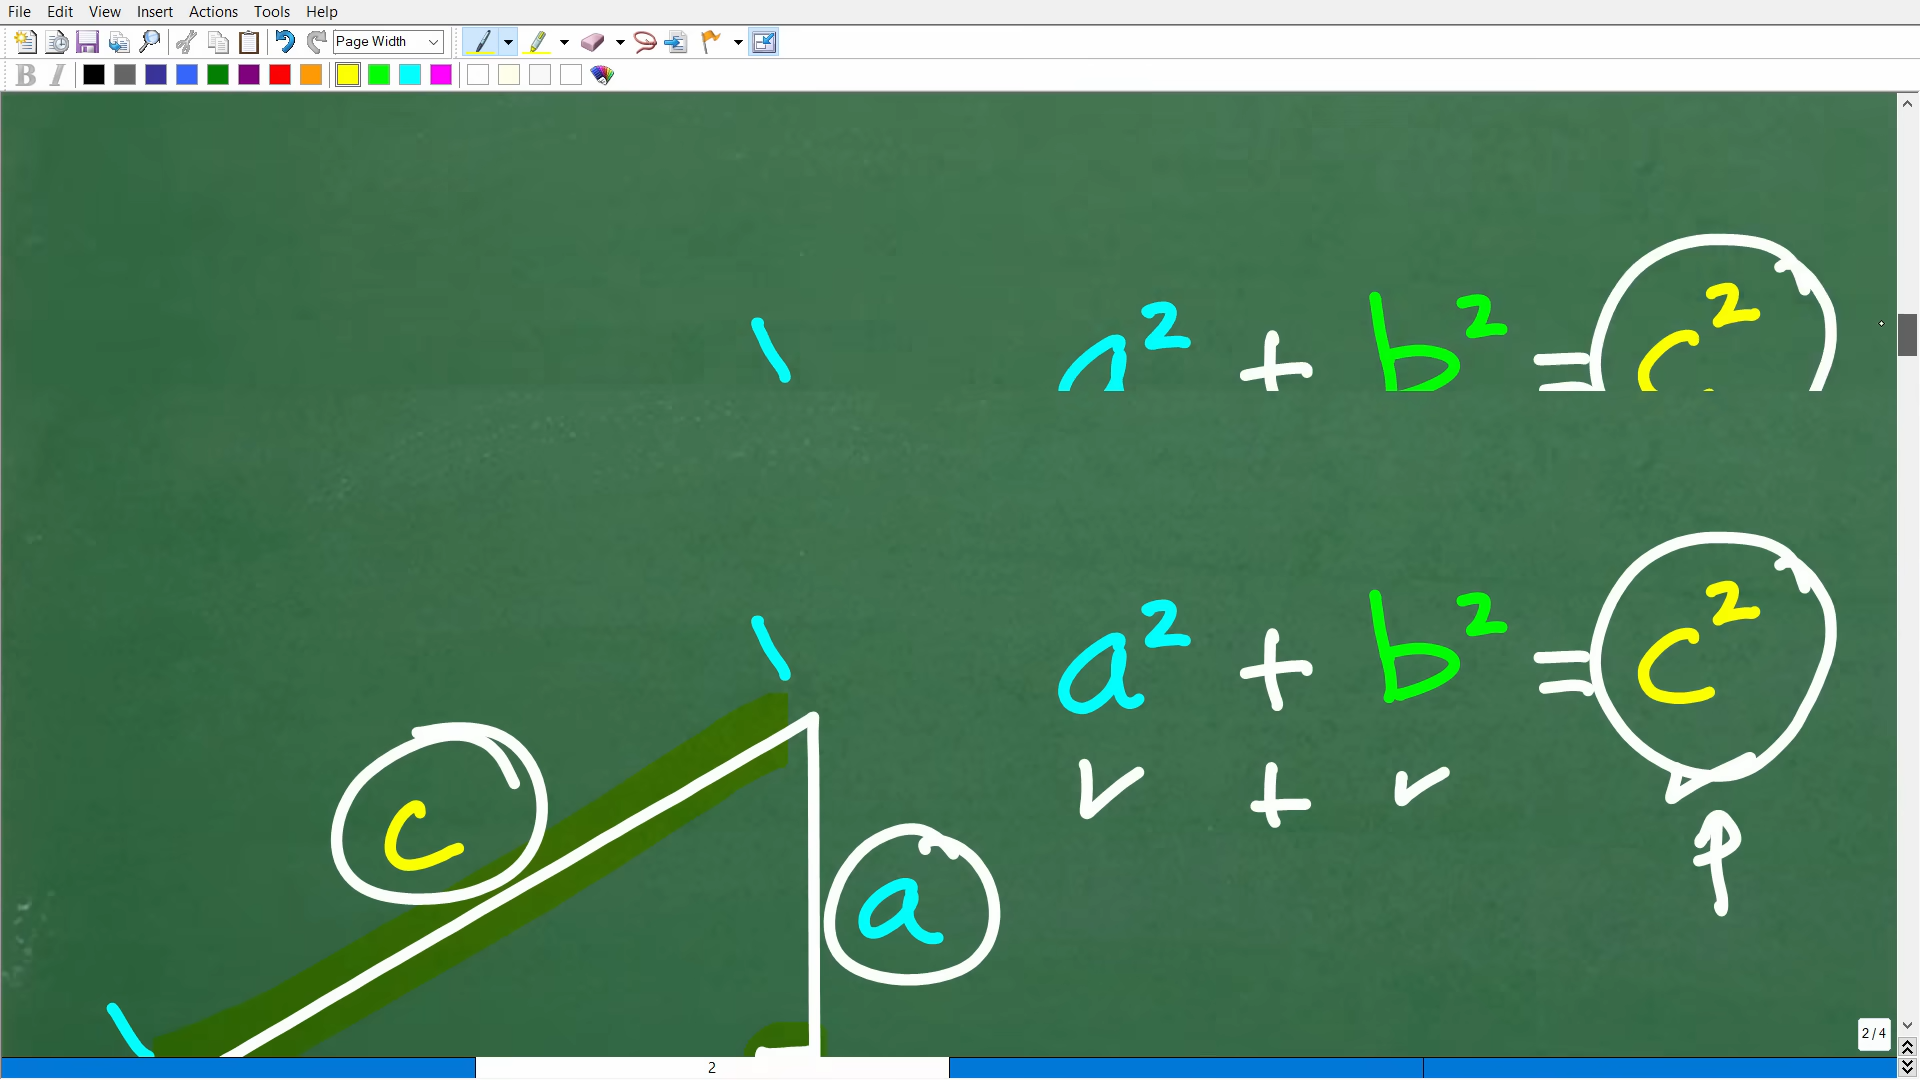 File Edit View Insert Actions Tools Help
Page Width
B I
a² + b² = c²
a² + b² = c²
✓ + ✓
c
a
2 / 4
2